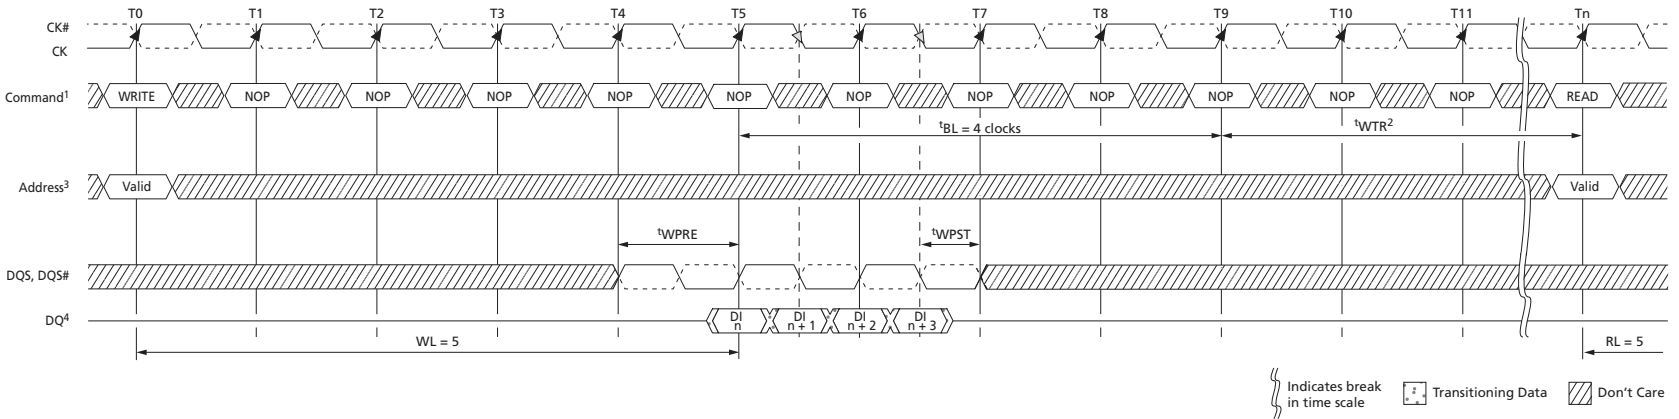 T0 T1 T2 T3 T4 T5 T6 T7 T8 T9 T10 T11 Tn
CK#
CK
Command1 WRITE NOP NOP NOP NOP NOP NOP NOP NOP NOP NOP NOP READ
tBL = 4 clocks tWTR2
Address3 Valid Valid
tWPRE tWPST
DQS, DQS#
DQ4 DI n DI n + 1 DI n + 2 DI n + 3
WL = 5 RL = 5
Indicates break
in time scale
Transitioning Data
Don't Care